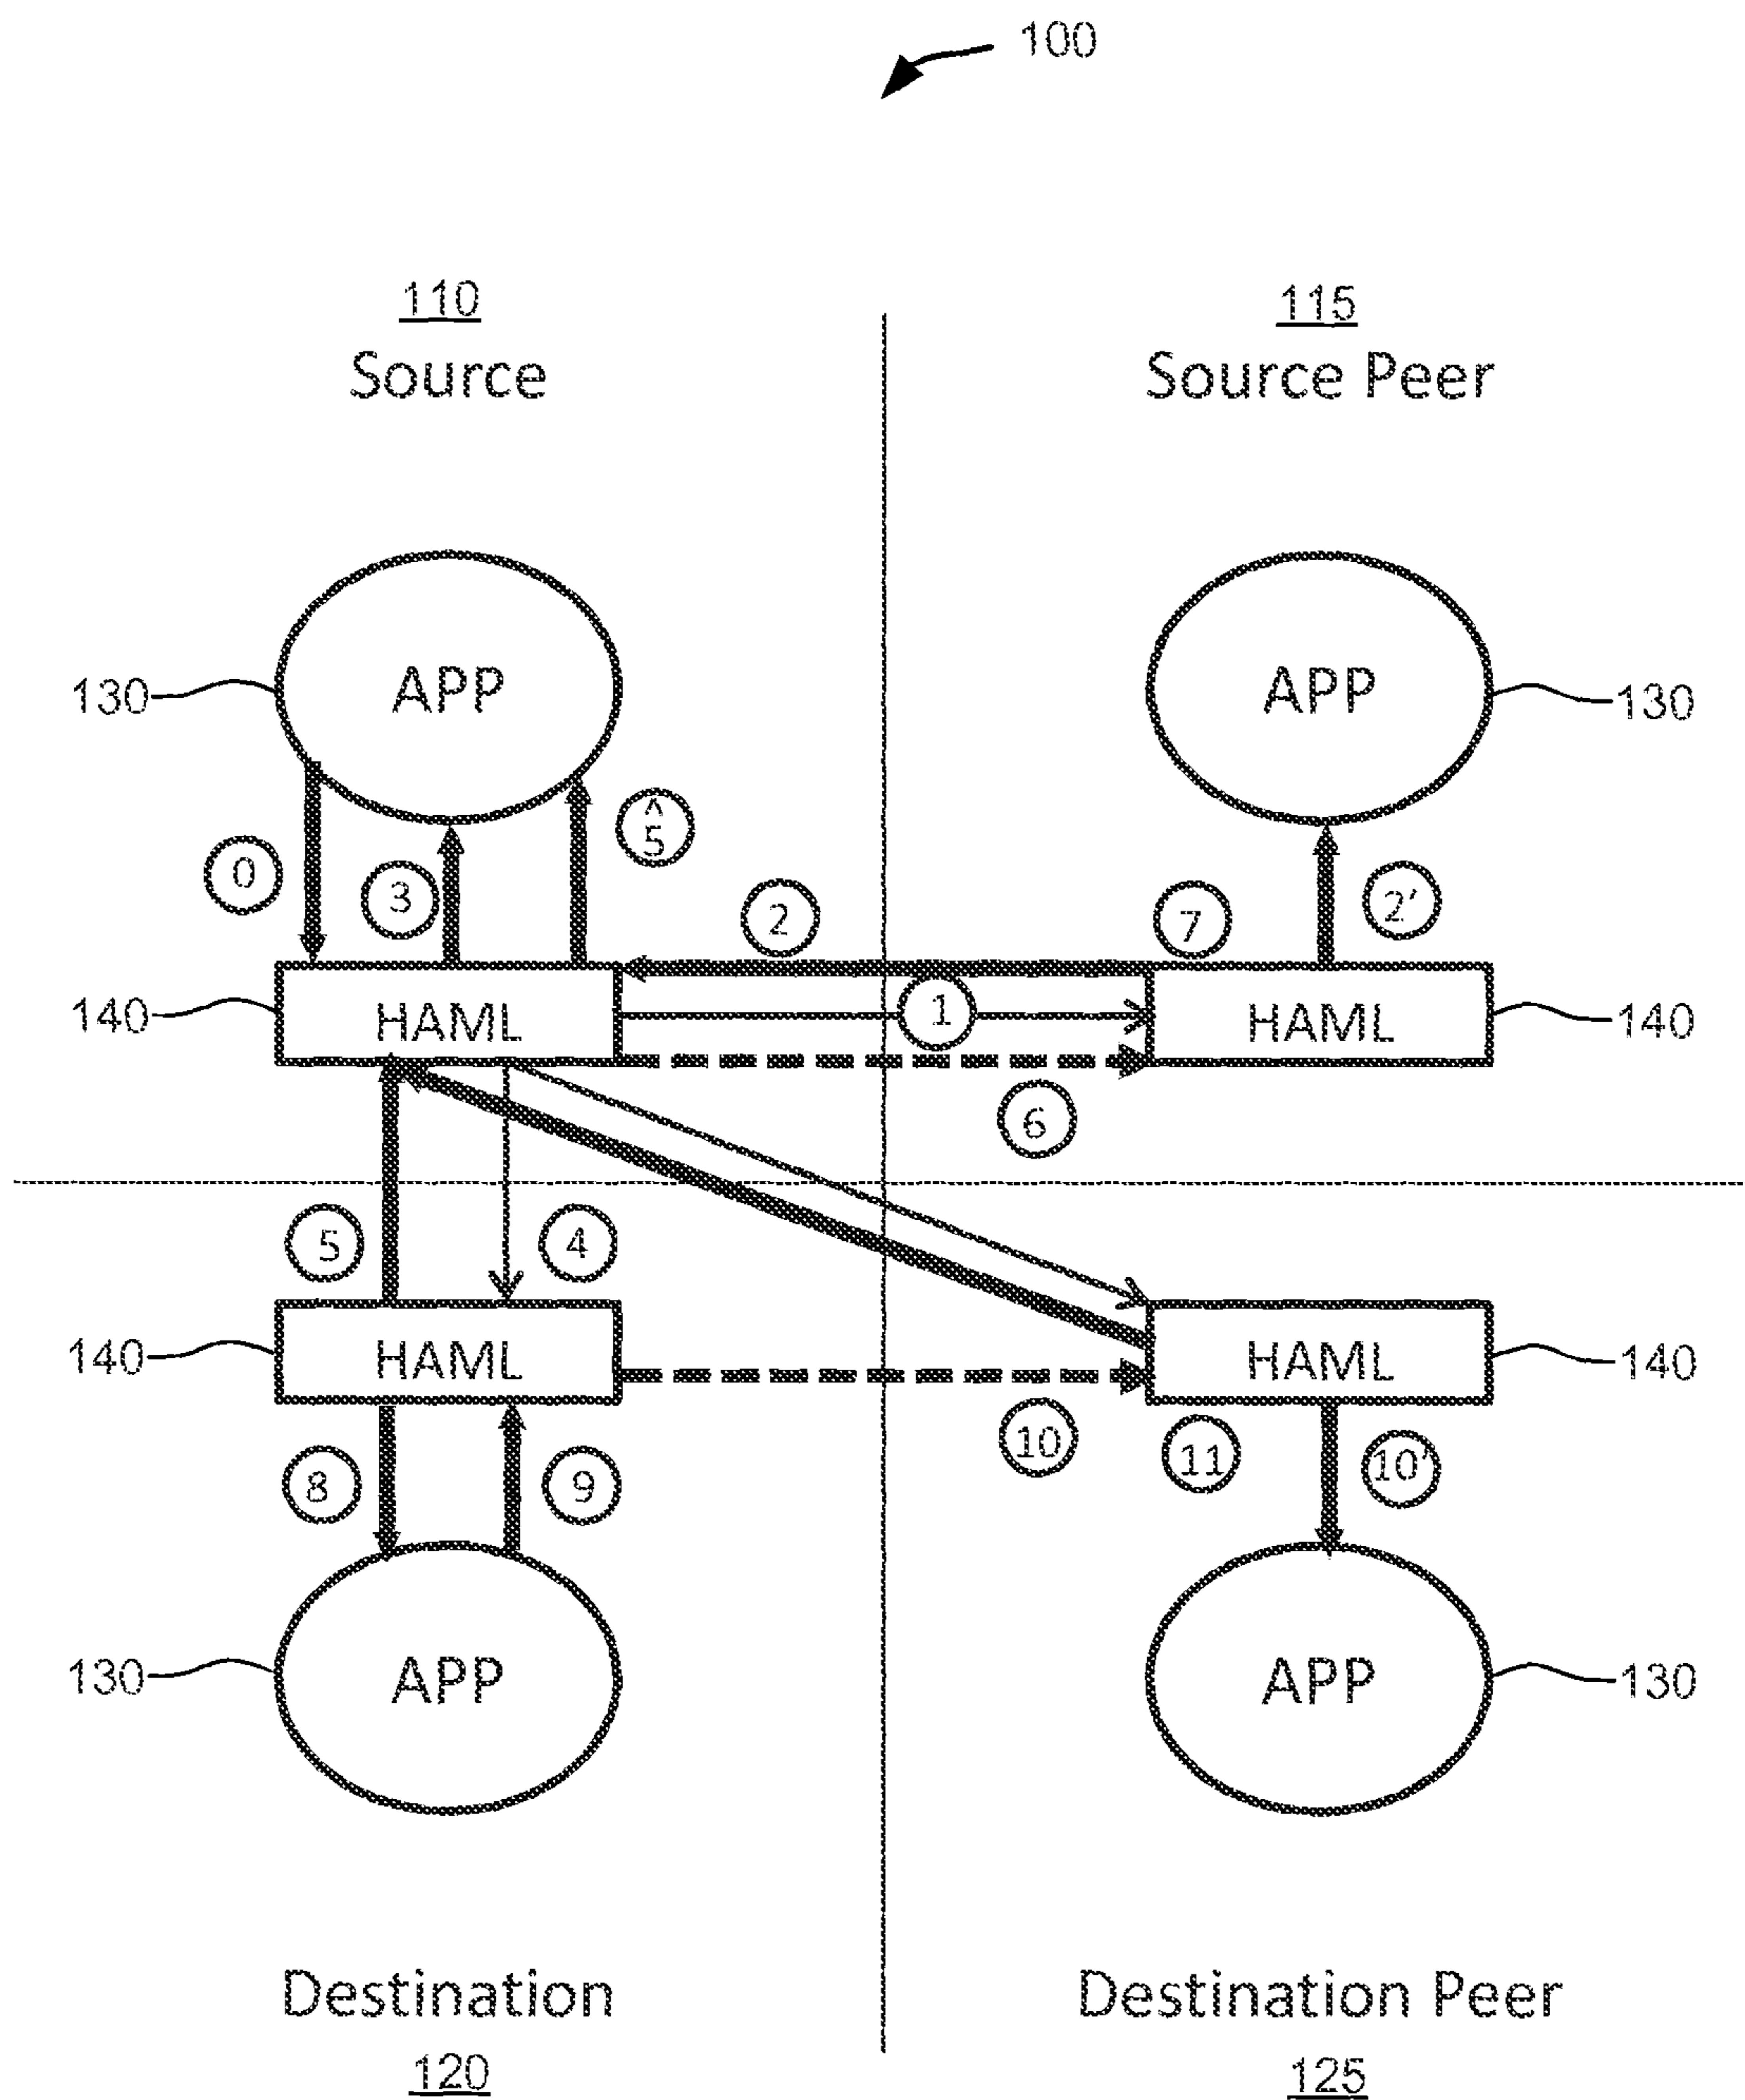 100
110
115
Source
Source Peer
APP
APP
130
130
^
5
0
3
2
7
2’
140
HAML
1
HAML
140
6
5
4
140
HAML
HAML
140
8
9
10
11
10’
130
APP
APP
130
Destination
Destination Peer
120
125